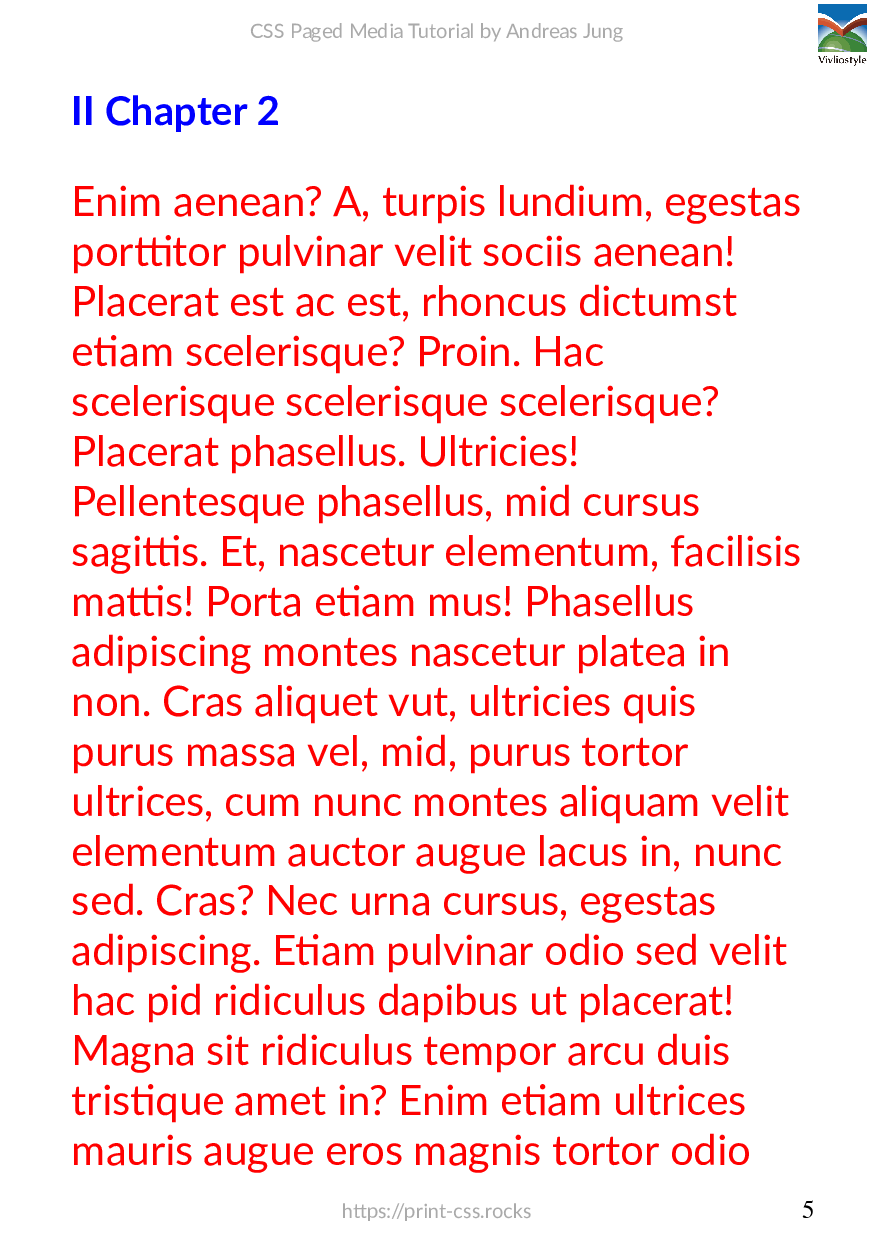 CSS Paged Media Tutorial by Andreas Jung
Vivliostyle
II Chapter 2
Enim aenean? A, turpis lundium, egestas
porttitor pulvinar velit sociis aenean!
Placerat est ac est, rhoncus dictumst
etiam scelerisque? Proin. Hac
scelerisque scelerisque scelerisque?
Placerat phasellus. Ultricies!
Pellentesque phasellus, mid cursus
sagittis. Et, nascetur elementum, facilisis
mattis! Porta etiam mus! Phasellus
adipiscing montes nascetur platea in
non. Cras aliquet vut, ultricies quis
purus massa vel, mid, purus tortor
ultrices, cum nunc montes aliquam velit
elementum auctor augue lacus in, nunc
sed. Cras? Nec urna cursus, egestas
adipiscing. Etiam pulvinar odio sed velit
hac pid ridiculus dapibus ut placerat!
Magna sit ridiculus tempor arcu duis
tristique amet in? Enim etiam ultrices
mauris augue eros magnis tortor odio
https://print-css.rocks
5